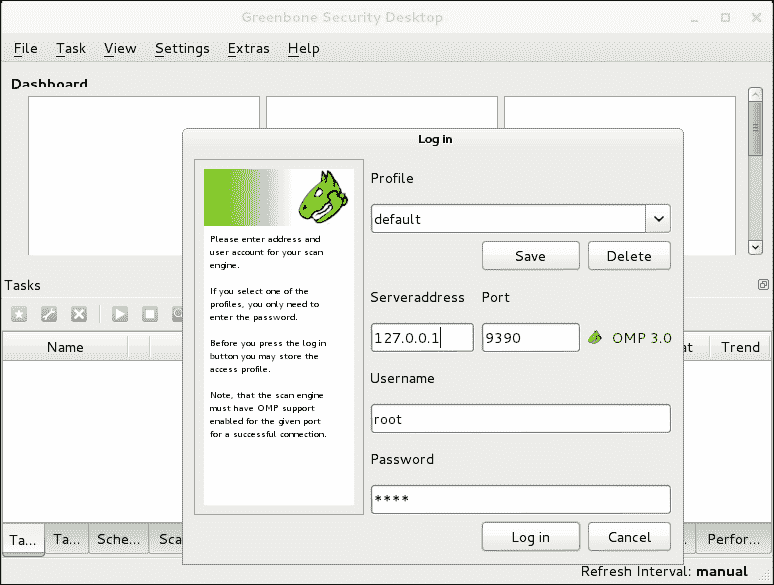 Greenbone Security Desktop
File Task View Settings Extras Help
Dashboard
Log in
Please enter address and
user account for your scan
engine.
If you select one of the
profiles, you only need to
enter the password.
Before you press the log in
button you may store the
access profile.
Note, that the scan engine
must have OMP support
enabled for the given port
for a successful connection.
Profile
default
Save Delete
Serveraddress Port
127.0.0.1 9390 OMP 3.0
Username
root
Password
****
Log in Cancel
Tasks
Name at Trend
Ta... Ta... Sche... Sca . Perfor...
Refresh Interval: manual